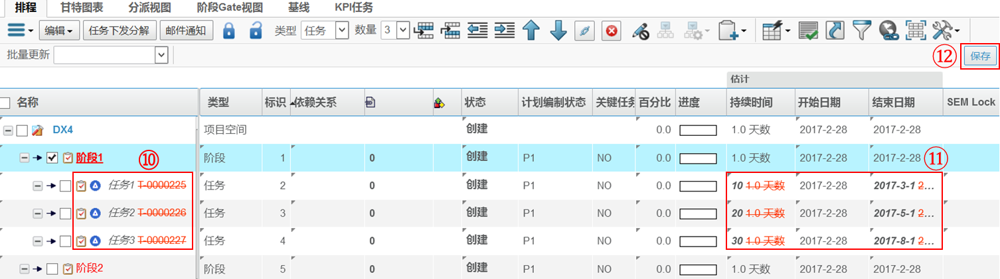 排程 甘特图表 分派视图 阶段Gate视图 基线 KPI任务
编辑 任务下发分解 邮件通知 类型 任务 数量 3
批量更新 ⑫ 保存
估计
名称 类型 标识 依赖关系 状态 计划编制状态 关键任务 百分比 进度 持续时间 开始日期 结束日期 SEM Lock
DX4 项目空间 创建 0.0 1.0 天数 2017-2-28 2017-2-28
阶段1 ⑩ 阶段 1 0 创建 P1 NO 0.0 1.0 天数 2017-2-28 2017-2-28 ⑪
任务1 T-0000225 任务 2 0 创建 P1 NO 0.0 10 1.0 天数 2017-2-28 2017-3-1 2...
任务2 T-0000226 任务 3 0 创建 P1 NO 0.0 20 1.0 天数 2017-2-28 2017-5-1 2...
任务3 T-0000227 任务 4 0 创建 P1 NO 0.0 30 1.0 天数 2017-2-28 2017-8-1 2...
阶段2 阶段 5 0 创建 P1 NO 0.0 1.0 天数 2017-2-28 2017-2-28